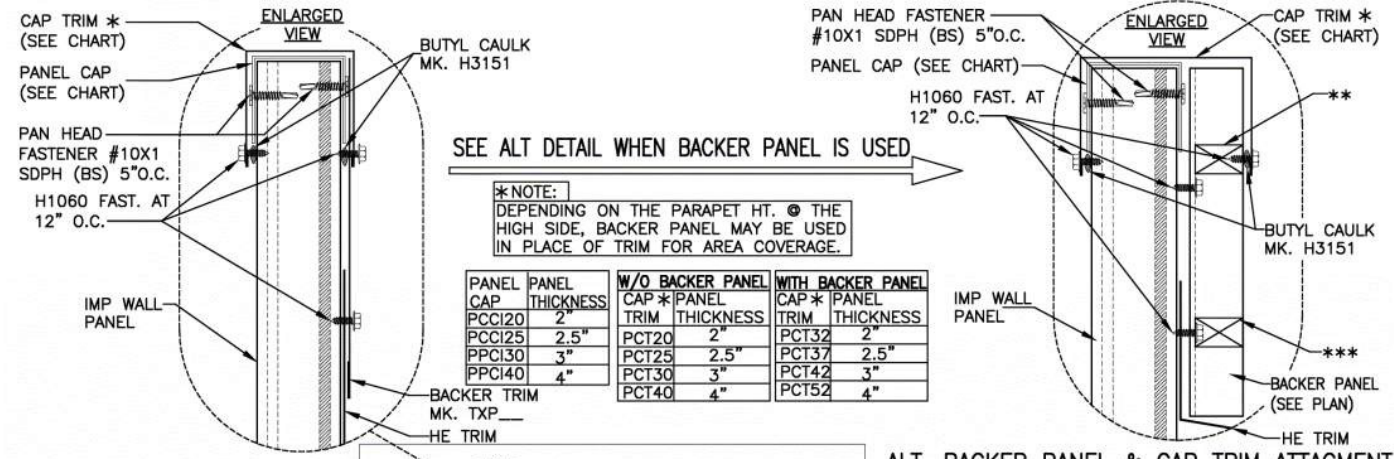 CAP TRIM *
(SEE CHART)
PANEL CAP
(SEE CHART)
PAN HEAD
FASTENER #10X1
SDPH (BS) 5"O.C.
H1060 FAST. AT
12" O.C.
IMP WALL
PANEL
ENLARGED
VIEW
BUTYL CAULK
MK. H3151
BACKER TRIM
MK. TXP__
HE TRIM
SEE ALT DETAIL WHEN BACKER PANEL IS USED
*NOTE:
DEPENDING ON THE PARAPET HT. @ THE
HIGH SIDE, BACKER PANEL MAY BE USED
IN PLACE OF TRIM FOR AREA COVERAGE.
PANEL CAP PANEL THICKNESS
PCCI20 2"
PCCI25 2.5"
PPCI30 3"
PPCI40 4"
W/O BACKER PANEL
CAP * TRIM PANEL THICKNESS
PCT20 2"
PCT25 2.5"
PCT30 3"
PCT40 4"
WITH BACKER PANEL
CAP * TRIM PANEL THICKNESS
PCT32 2"
PCT37 2.5"
PCT42 3"
PCT52 4"
PAN HEAD FASTENER
#10X1 SDPH (BS) 5"O.C.
PANEL CAP (SEE CHART)
H1060 FAST. AT
12" O.C.
IMP WALL
PANEL
ENLARGED
VIEW
CAP TRIM *
(SEE CHART)
**
BUTYL CAULK
MK. H3151
***
BACKER PANEL
(SEE PLAN)
HE TRIM
ALT. BACKER PANEL & CAP TRIM ATTACMENT